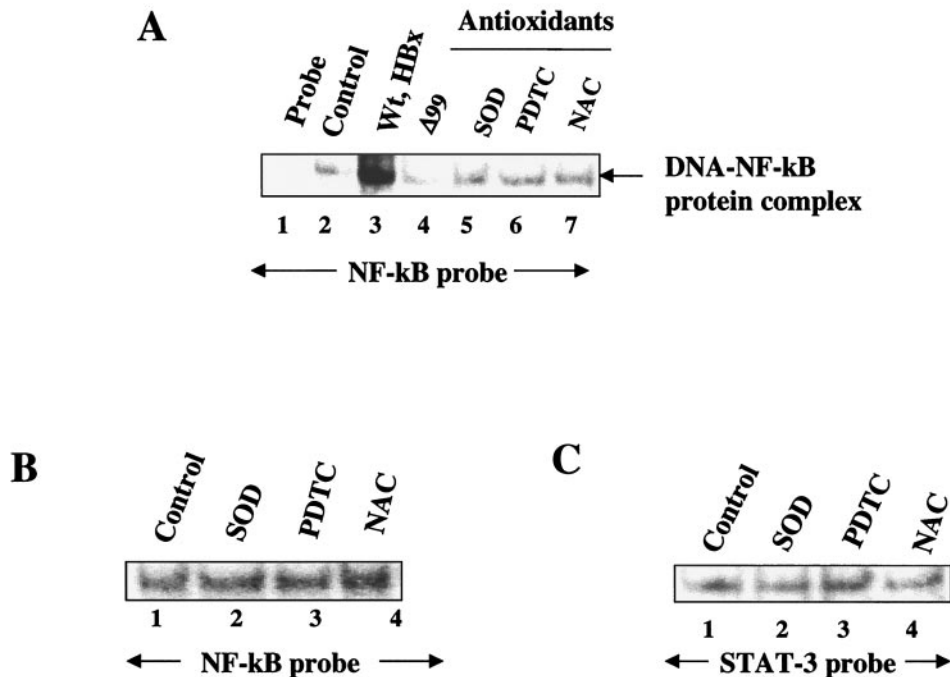 A
Antioxidants
Probe
Control
Wt, HBx
Δ99
SOD
PDTC
NAC
DNA-NF-kB
protein complex
1 2 3 4 5 6 7
NF-kB probe
B
Control
SOD
PDTC
NAC
1 2 3 4
NF-kB probe
C
Control
SOD
PDTC
NAC
1 2 3 4
STAT-3 probe